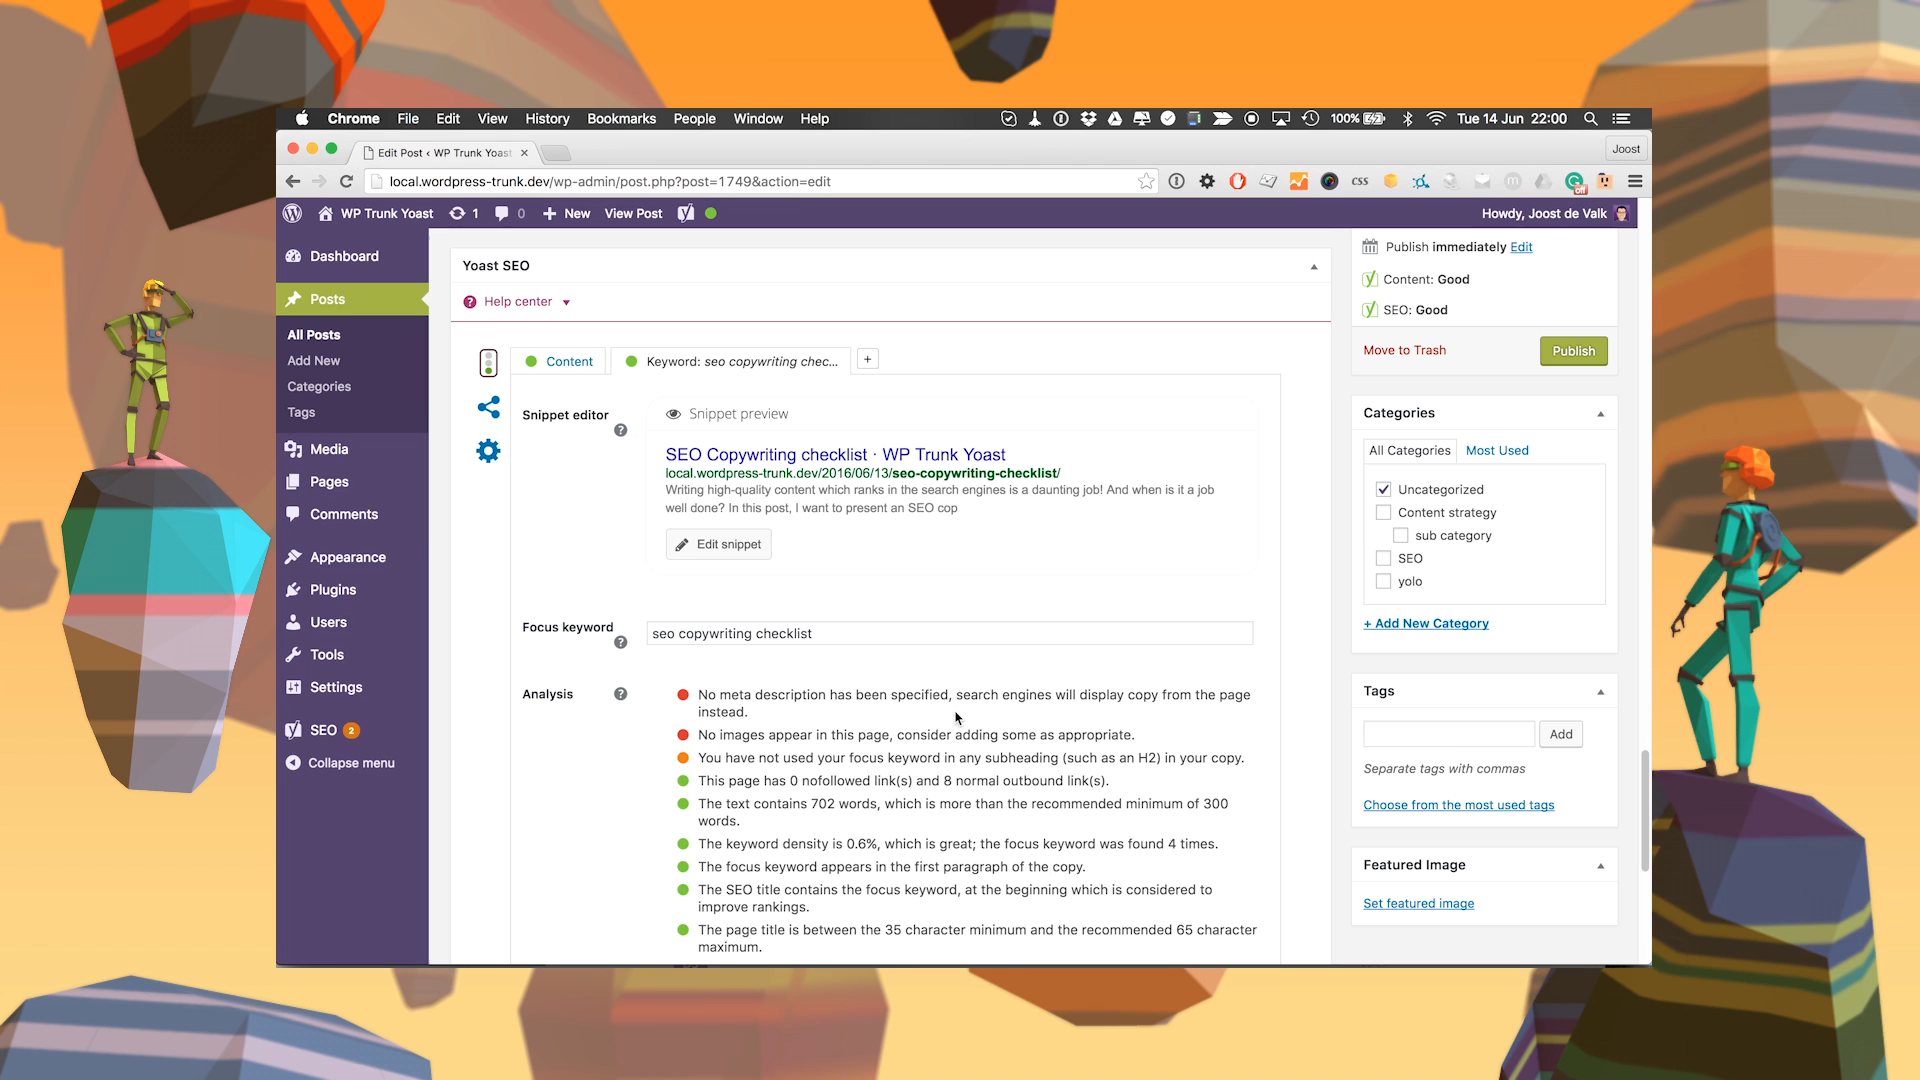 Chrome File Edit View History Bookmarks People Window Help 100% Tue 14 Jun 22:00
Edit Post ‹ WP Trunk Yoast Joost
local.wordpress-trunk.dev/wp-admin/post.php?post=1749&action=edit css m off
WP Trunk Yoast 1 0 New View Post Howdy, Joost de Valk
Dashboard
Posts
All Posts
Add New
Categories
Tags
Media
Pages
Comments
Appearance
Plugins
Users
Tools
Settings
SEO 2
Collapse menu
Yoast SEO
Help center
Content Keyword: seo copywriting chec... +
Snippet editor
Snippet preview
SEO Copywriting checklist · WP Trunk Yoast
local.wordpress-trunk.dev/2016/06/13/seo-copywriting-checklist/
Writing high-quality content which ranks in the search engines is a daunting job! And when is it a job
well done? In this post, I want to present an SEO cop
Edit snippet
Focus keyword
seo copywriting checklist
Analysis
No meta description has been specified, search engines will display copy from the page
instead.
No images appear in this page, consider adding some as appropriate.
You have not used your focus keyword in any subheading (such as an H2) in your copy.
This page has 0 nofollowed link(s) and 8 normal outbound link(s).
The text contains 702 words, which is more than the recommended minimum of 300
words.
The keyword density is 0.6%, which is great; the focus keyword was found 4 times.
The focus keyword appears in the first paragraph of the copy.
The SEO title contains the focus keyword, at the beginning which is considered to
improve rankings.
The page title is between the 35 character minimum and the recommended 65 character
maximum.
Publish immediately Edit
Content: Good
SEO: Good
Move to Trash Publish
Categories
All Categories Most Used
Uncategorized
Content strategy
sub category
SEO
yolo
+ Add New Category
Tags
Add
Separate tags with commas
Choose from the most used tags
Featured Image
Set featured image